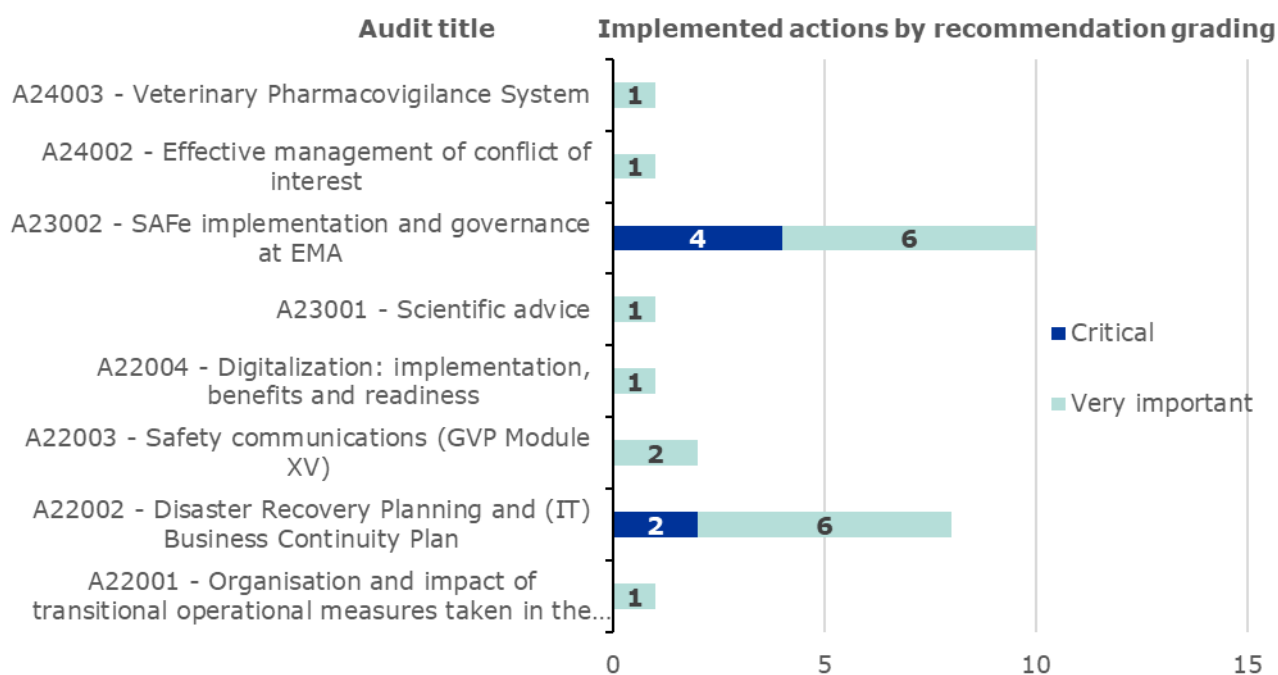 Audit title
Implemented actions by recommendation grading
A24003 - Veterinary Pharmacovigilance System
1
A24002 - Effective management of conflict of
interest
1
A23002 - SAFe implementation and governance
at EMA
4
6
A23001 - Scientific advice
1
A22004 - Digitalization: implementation,
benefits and readiness
1
A22003 - Safety communications (GVP Module
XV)
2
A22002 - Disaster Recovery Planning and (IT)
Business Continuity Plan
2
6
A22001 - Organisation and impact of
transitional operational measures taken in the…
1
Critical
Very important
0
5
10
15